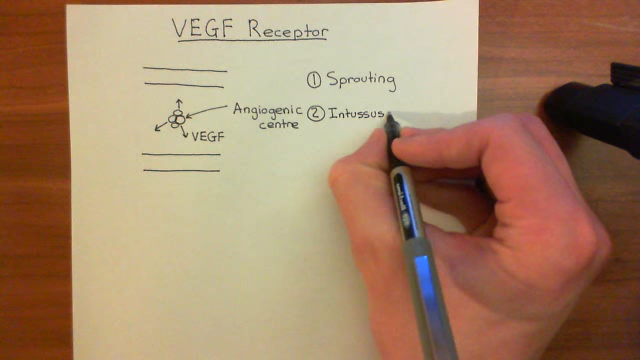 VEGF Receptor
① Sprouting
Angiogenic
centre
② Intussus
VEGF